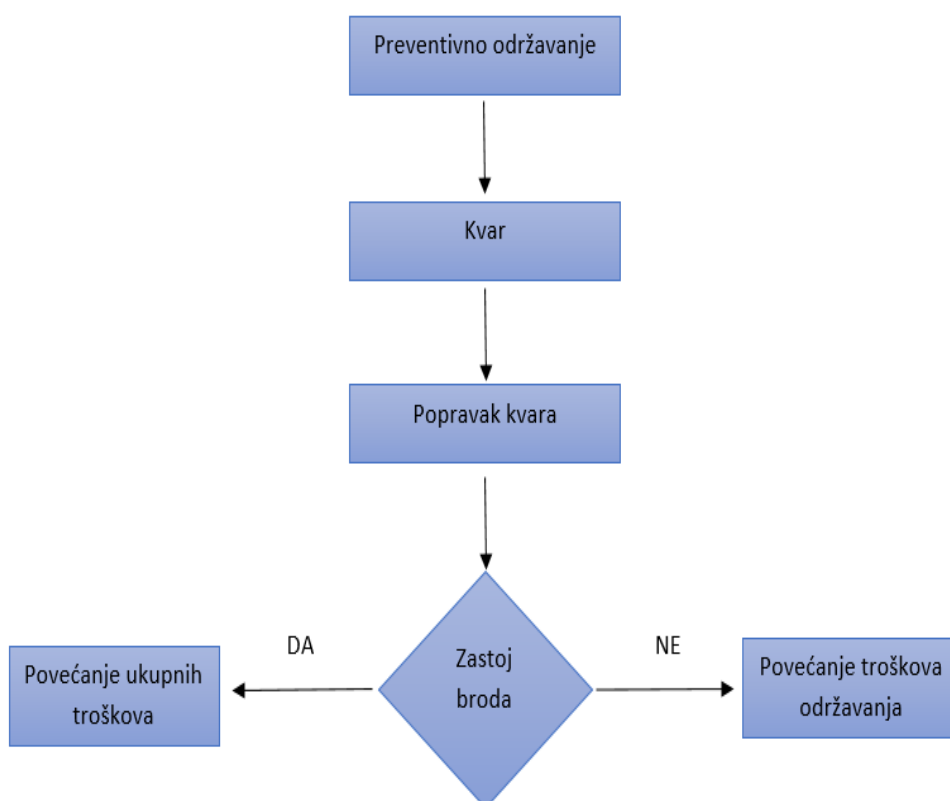 Preventivno održavanje
Kvar
Popravak kvara
DA
NE
Povećanje ukupnih
troškova
Zastoj
broda
Povećanje troškova
održavanja